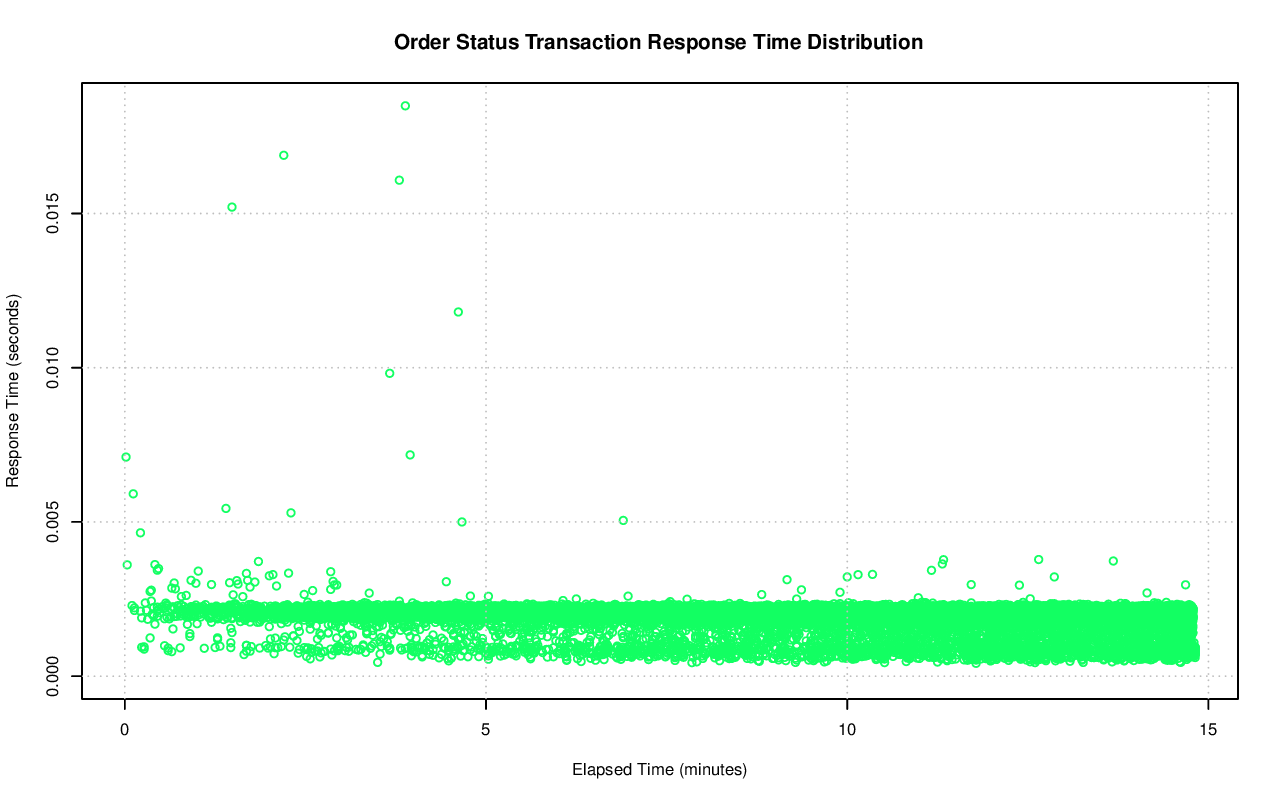 Order Status Transaction Response Time Distribution
Response Time (seconds)
0.015
0.010
0.005
0.000
0
5
10
15
Elapsed Time (minutes)